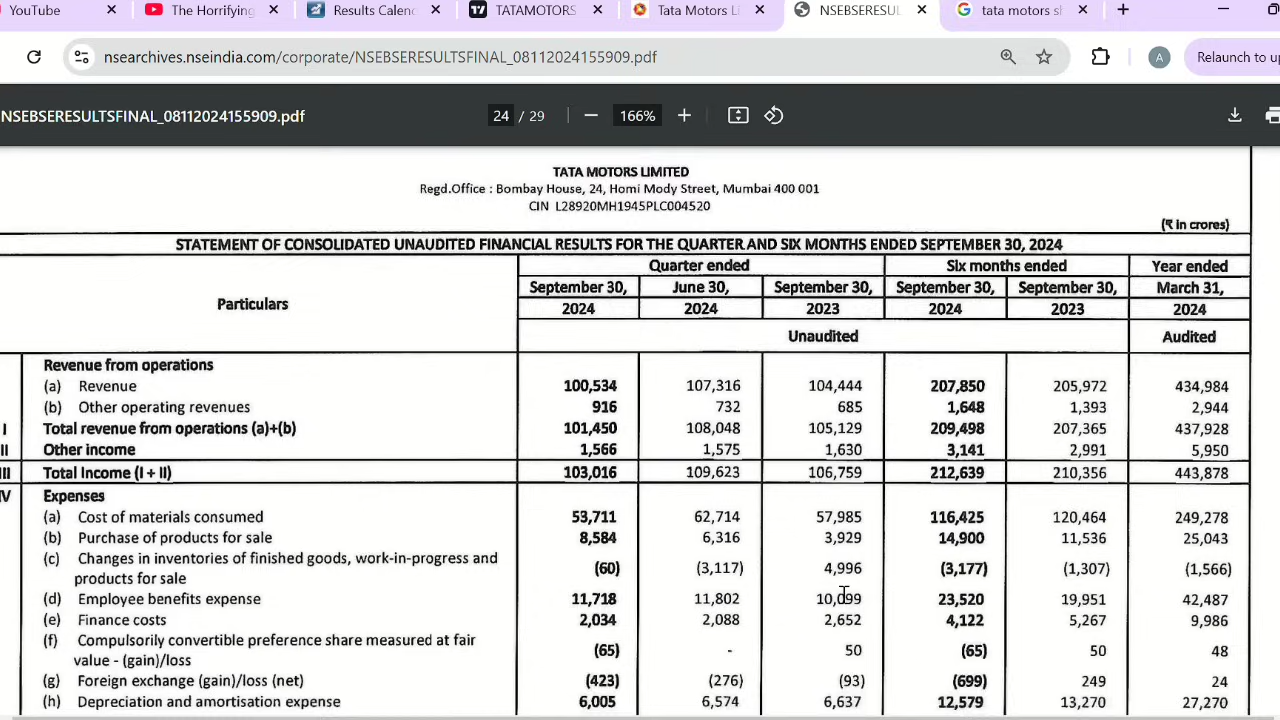 YouTube
The Horrifying
Results Calenc
TATAMOTORS
Tata Motors Li
NSEBSERESUL
tata motors sh
nsearchives.nseindia.com/corporate/NSEBSERESULTSFINAL_08112024155909.pdf
A
Relaunch to up
NSEBSERESULTSFINAL_08112024155909.pdf
24 / 29
166%
TATA MOTORS LIMITED
Regd.Office : Bombay House, 24, Homi Mody Street, Mumbai 400 001
CIN L28920MH1945PLC004520
(₹ in crores)
STATEMENT OF CONSOLIDATED UNAUDITED FINANCIAL RESULTS FOR THE QUARTER AND SIX MONTHS ENDED SEPTEMBER 30, 2024
Particulars
Quarter ended Six months ended Year ended
September 30, June 30, September 30, September 30, September 30, March 31,
2024 2024 2023 2024 2023 2024
Unaudited Audited
Revenue from operations
(a) Revenue 100,534 107,316 104,444 207,850 205,972 434,984
(b) Other operating revenues 916 732 685 1,648 1,393 2,944
I Total revenue from operations (a)+(b) 101,450 108,048 105,129 209,498 207,365 437,928
II Other income 1,566 1,575 1,630 3,141 2,991 5,950
III Total Income (I + II) 103,016 109,623 106,759 212,639 210,356 443,878
IV Expenses
(a) Cost of materials consumed 53,711 62,714 57,985 116,425 120,464 249,278
(b) Purchase of products for sale 8,584 6,316 3,929 14,900 11,536 25,043
(c) Changes in inventories of finished goods, work-in-progress and
products for sale (60) (3,117) 4,996 (3,177) (1,307) (1,566)
(d) Employee benefits expense 11,718 11,802 10,099 23,520 19,951 42,487
(e) Finance costs 2,034 2,088 2,652 4,122 5,267 9,986
(f) Compulsorily convertible preference share measured at fair
value - (gain)/loss (65) - 50 (65) 50 48
(g) Foreign exchange (gain)/loss (net) (423) (276) (93) (699) 249 24
(h) Depreciation and amortisation expense 6,005 6,574 6,637 12,579 13,270 27,270